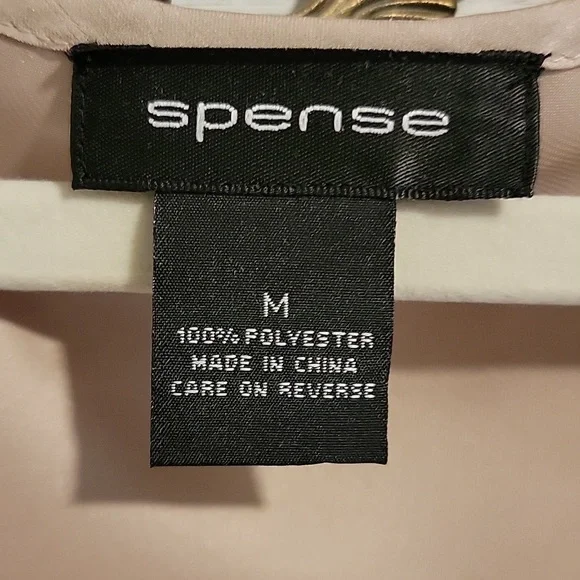 spense
M
100% POLYESTER
MADE IN CHINA
CARE ON REVERSE